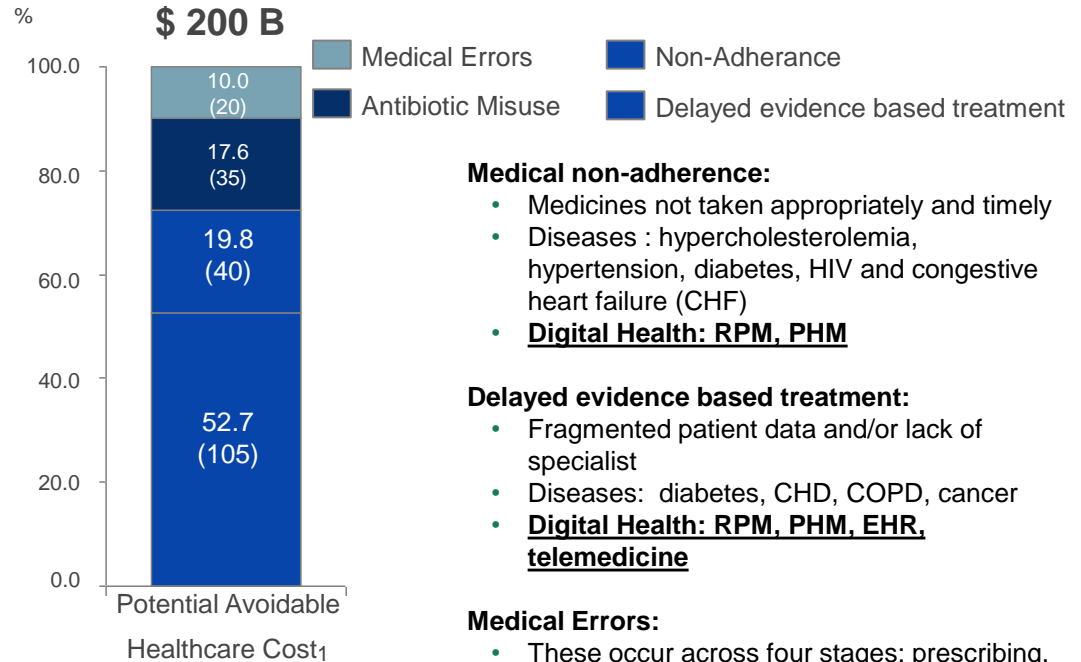 %
$ 200 B
Medical Errors
Non-Adherance
Antibiotic Misuse
Delayed evidence based treatment
100.0
80.0
60.0
40.0
20.0
0.0
10.0
(20)
17.6
(35)
19.8
(40)
52.7
(105)
Potential Avoidable
Healthcare Cost1
Medical non-adherence:
• Medicines not taken appropriately and timely
• Diseases : hypercholesterolemia,
hypertension, diabetes, HIV and congestive
heart failure (CHF)
• Digital Health: RPM, PHM
Delayed evidence based treatment:
• Fragmented patient data and/or lack of
specialist
• Diseases: diabetes, CHD, COPD, cancer
• Digital Health: RPM, PHM, EHR,
telemedicine
Medical Errors:
• These occur across four stages: prescribing,